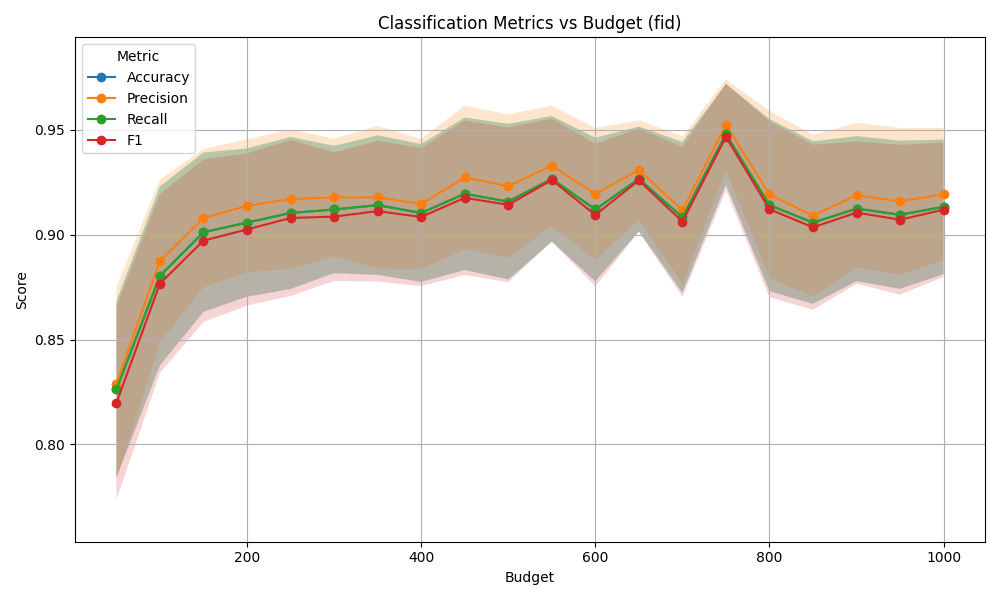 Classification Metrics vs Budget (fid)
Metric
Accuracy
Precision
Recall
F1
0.95
0.90
0.85
0.80
Score
200 400 600 800 1000
Budget